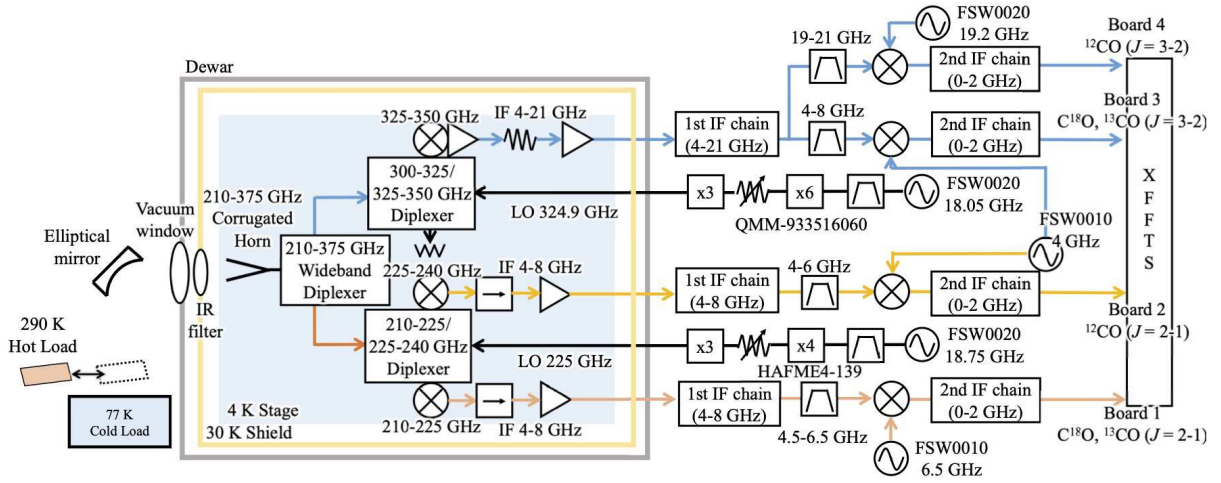 FSW0020
19.2 GHz
Board 4
¹²CO (J = 3-2)
19-21 GHz
2nd IF chain
(0-2 GHz)
Dewar
325-350 GHz
IF 4-21 GHz
1st IF chain
(4-21 GHz)
4-8 GHz
2nd IF chain
(0-2 GHz)
Board 3
C¹⁸O, ¹³CO (J = 3-2)
300-325/
325-350 GHz
Diplexer
LO 324.9 GHz
x3
x6
QMM-933516060
FSW0020
18.05 GHz
XFFTS
210-375 GHz
Corrugated
Horn
Vacuum
window
Elliptical
mirror
IR
filter
210-375 GHz
Wideband
Diplexer
225-240 GHz
IF 4-8 GHz
1st IF chain
(4-8 GHz)
4-6 GHz
FSW0010
4 GHz
2nd IF chain
(0-2 GHz)
Board 2
¹²CO (J = 2-1)
290 K
Hot Load
210-225/
225-240 GHz
Diplexer
LO 225 GHz
x3
x4
HAFME4-139
FSW0020
18.75 GHz
77 K
Cold Load
4 K Stage
30 K Shield
210-225 GHz
IF 4-8 GHz
1st IF chain
(4-8 GHz)
4.5-6.5 GHz
FSW0010
6.5 GHz
2nd IF chain
(0-2 GHz)
Board 1
C¹⁸O, ¹³CO (J = 2-1)